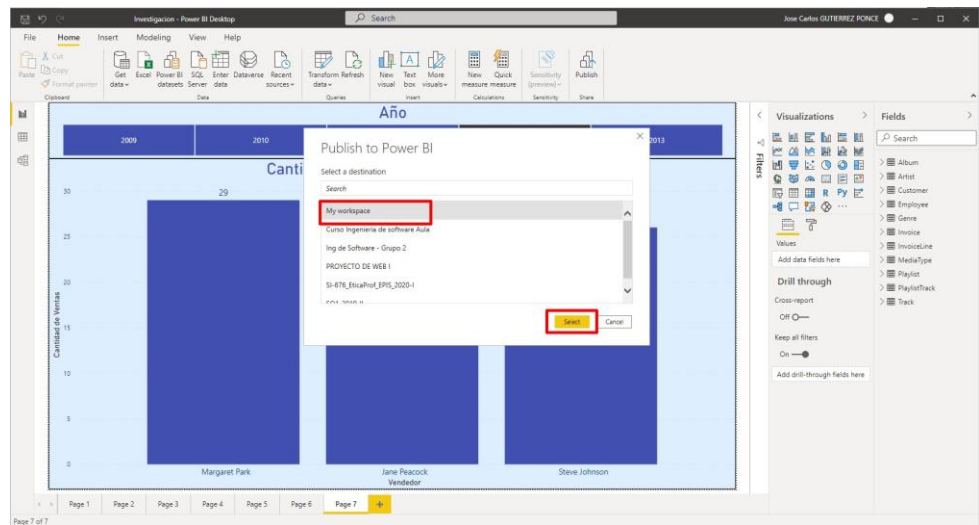 Investigacion - Power BI Desktop
Search
Jose Carlos GUTIERREZ PONCE
File Home Insert Modeling View Help
Paste
Cut
Copy
Format painter
Get data
Excel
Power BI datasets
SQL Server
Enter data
Dataverse
Recent sources
Transform data
Refresh
New visual
Text box
More visuals
New measure
Quick measure
Sensitivity (preview)
Publish
Clipboard Data Queries Insert Calculations Sensitivity Share
Año
2009 2010 2013
Canti
Publish to Power BI
Select a destination
Search
My workspace
Curso Ingenieria de software Aula
Ing de Software - Grupo 2
PROYECTO DE WEB I
SI-676_EticaProf_EPIS_2020-I
Select Cancel
29
30
25
20
15
10
5
0
Cantidad de Ventas
Margaret Park Jane Peacock Steve Johnson
Vendedor
Filters
Visualizations
R Py
Values
Add data fields here
Drill through
Cross-report
Off
Keep all filters
On
Add drill-through fields here
Fields
Search
Album
Artist
Customer
Employee
Genre
Invoice
InvoiceLine
MediaType
Playlist
PlaylistTrack
Track
Page 1 Page 2 Page 3 Page 4 Page 5 Page 6 Page 7
Page 7 of 7